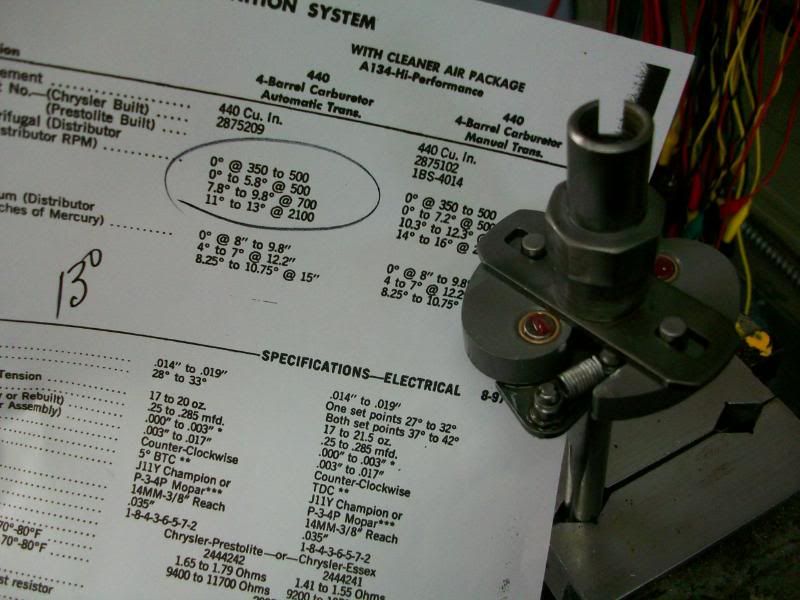 NITION SYSTEM
WITH CLEANER AIR PACKAGE
A134-Hi-Performance
440
4-Barrel Carburetor
Automatic Trans.
440
4-Barrel Carburetor
Manual Trans.
ement
No.—(Chrysler Built)
(Prestolite Built)
rifugal (Distributor
stributor RPM)
440 Cu. In.
2875209
0° @ 350 to 500
0° to 5.8° @ 500
7.8° to 9.8° @ 700
11° to 13° @ 2100
440 Cu. In.
2875102
1BS-4014
0° @ 350 to 500
0° to 7.2° @ 500
10.3° to 12.3°
14° to 16° @
um (Distributor
ches of Mercury)
0° @ 8" to 9.8"
4° to 7° @ 12.2"
8.25° to 10.75° @ 15"
0° @ 8" to 9.8
4 to 7° @ 12.2
8.25° to 10.75°
13°
SPECIFICATIONS—ELECTRICAL 8-97
Tension
y or Rebuilt)
r Assembly)
.014" to .019"
28° to 33°
17 to 20 oz.
.25 to .285 mfd.
.000" to .003" *
.003" to .017"
Counter-Clockwise
5° BTC **
J11Y Champion or
P-3-4P Mopar***
14MM-3/8" Reach
.035"
1-8-4-3-6-5-7-2
.014" to .019"
One set points 27° to 32°
Both set points 37° to 42°
17 to 21.5 oz.
.25 to .285 mfd.
.000" to .003" *
.003" to .017"
Counter-Clockwise
TDC **
J11Y Champion or
P-3-4P Mopar***
14MM-3/8" Reach
.035"
1-8-4-3-6-5-7-2
Chrysler-Prestolite—or—Chrysler-Essex
70°-80°F
70°-80°F
st resistor
2444242
1.65 to 1.79 Ohms
9400 to 11700 Ohms
2444241
1.41 to 1.55 Ohms
9200 to